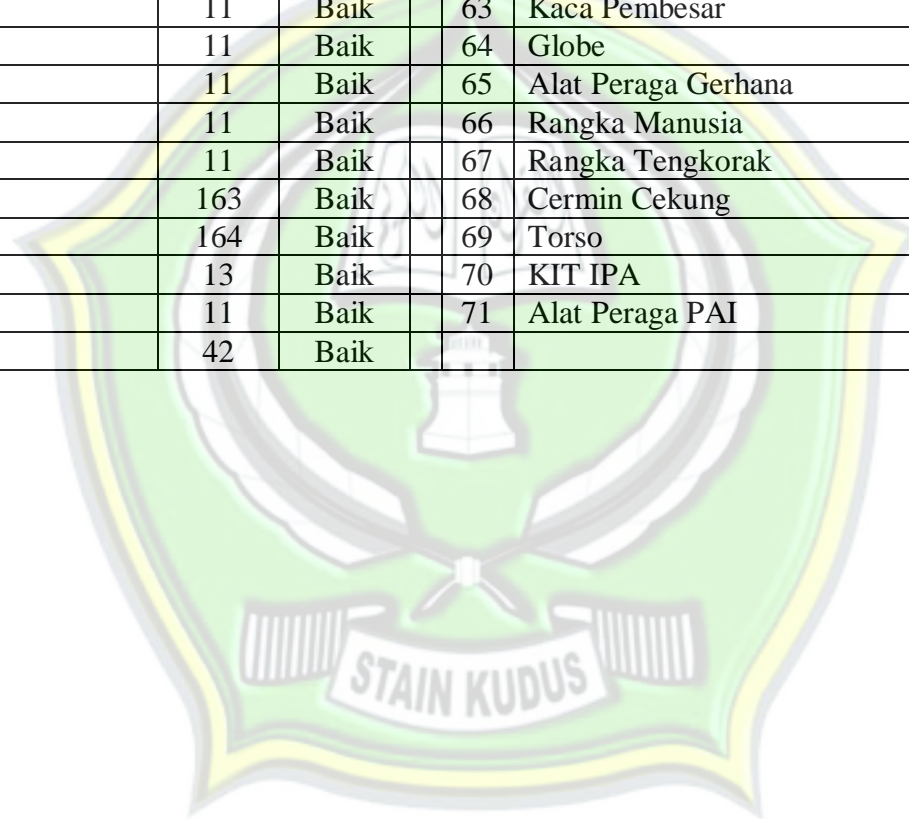 11 Baik 63 Kaca Pembesar
11 Baik 64 Globe
11 Baik 65 Alat Peraga Gerhana
11 Baik 66 Rangka Manusia
11 Baik 67 Rangka Tengkorak
163 Baik 68 Cermin Cekung
164 Baik 69 Torso
13 Baik 70 KIT IPA
11 Baik 71 Alat Peraga PAI
42 Baik
STAIN KUDUS